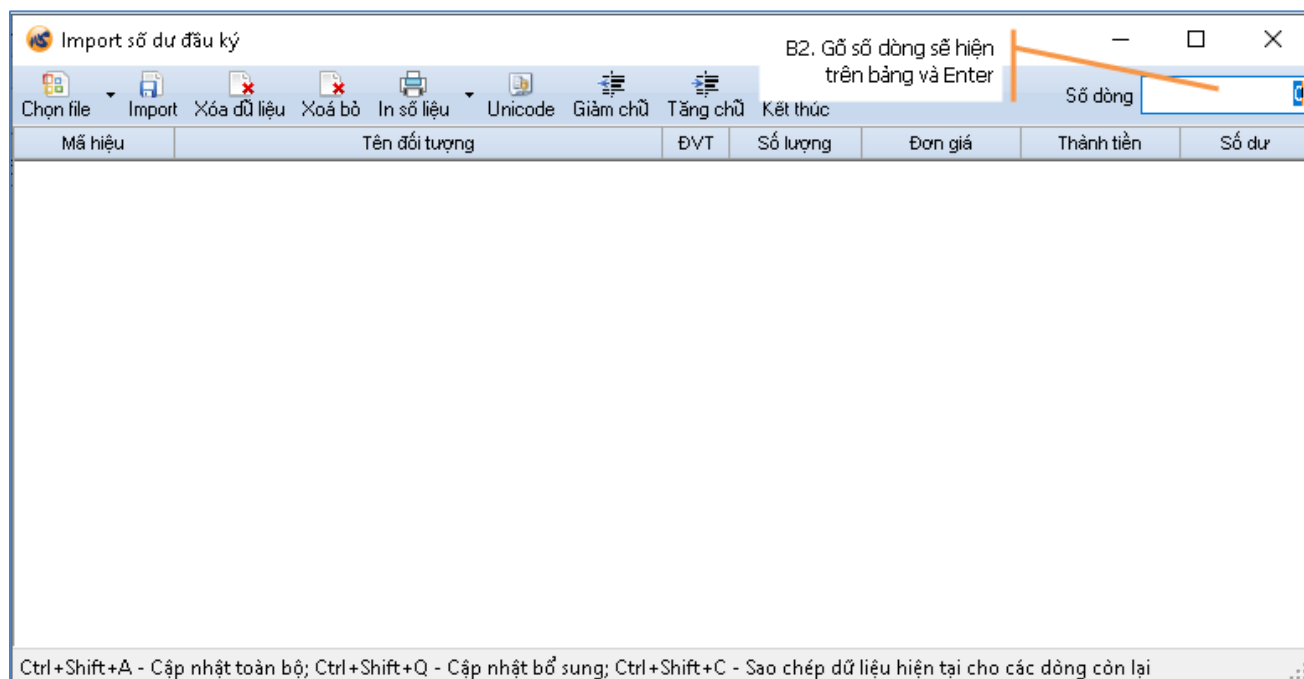 Import số dư đầu kỳ
B2. Gõ số dòng sẽ hiện
trên bảng và Enter
Chọn file Import Xóa dữ liệu Xoá bỏ In số liệu Unicode Giảm chữ Tăng chữ Kết thúc Số dòng
Mã hiệu Tên đối tượng ĐVT Số lượng Đơn giá Thành tiền Số dư
Ctrl+Shift+A - Cập nhật toàn bộ; Ctrl+Shift+Q - Cập nhật bổ sung; Ctrl+Shift+C - Sao chép dữ liệu hiện tại cho các dòng còn lại